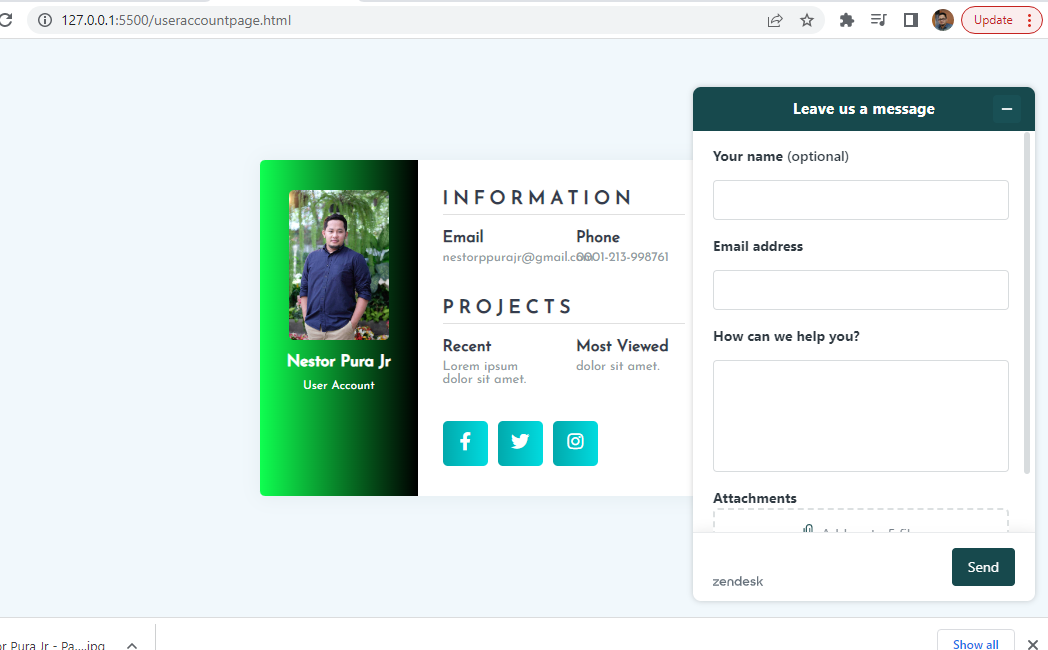 127.0.0.1:5500/useraccountpage.html
Update
Leave us a message
Your name (optional)
Email address
How can we help you?
Attachments
zendesk
Send
INFORMATION
Email
Phone
nestorppurajr@gmail.com
0001-213-998761
PROJECTS
Recent
Most Viewed
Lorem ipsum
dolor sit amet.
dolor sit amet.
Nestor Pura Jr
User Account
Pura Jr - Pa....jpg
Show all